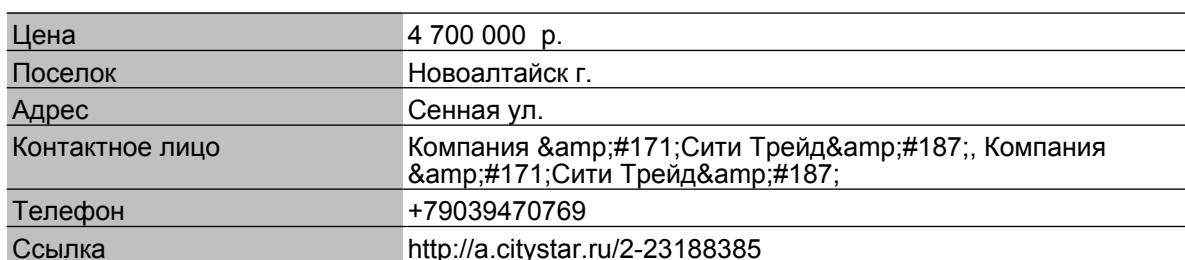 Цена 4 700 000 р.
Поселок Новоалтайск г.
Адрес Сенная ул.
Контактное лицо Компания &amp;#171;Сити Трейд&amp;#187;, Компания
&amp;#171;Сити Трейд&amp;#187;
Телефон +79039470769
Ссылка http://a.citystar.ru/2-23188385